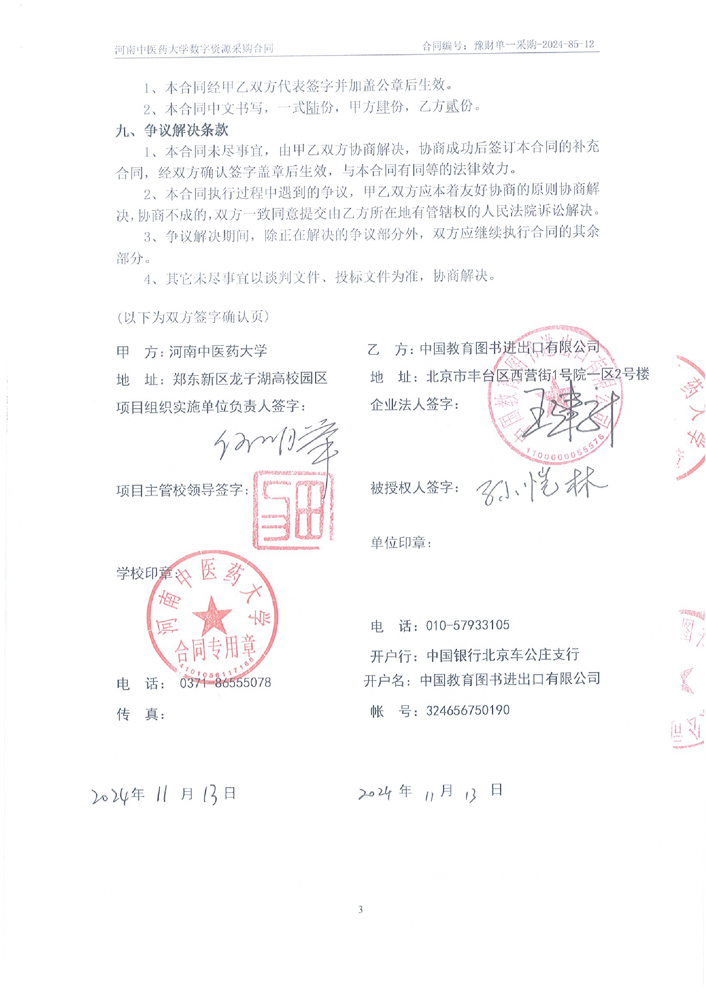 河南中医药大学数字资源采购合同 合同编号：豫财单一采购-2024-85-12
1、本合同经甲乙双方代表签字并加盖公章后生效。
2、本合同中文书写，一式陆份，甲方肆份，乙方贰份。
九、争议解决条款
1、本合同未尽事宜，由甲乙双方协商解决，协商成功后签订本合同的补充
合同，经双方确认签字盖章后生效，与本合同有同等的法律效力。
2、本合同执行过程中遇到的争议，甲乙双方应本着友好协商的原则协商解
决，协商不成的，双方一致同意提交由乙方所在地有管辖权的人民法院诉讼解决。
3、争议解决期间，除正在解决的争议部分外，双方应继续执行合同的其余
部分。
4、其它未尽事宜以谈判文件、投标文件为准，协商解决。
(以下为双方签字确认页)
甲 方：河南中医药大学 乙 方：中国教育图书进出口有限公司
地 址：郑东新区龙子湖高校园区 地 址：北京市丰台区西营街1号院一区2号楼
项目组织实施单位负责人签字： 企业法人签字：
中国教育图书进出口有限公司
1100000055576
项目主管校领导签字： 被授权人签字：孙恺林
单位印章：
学校印章：
河南中医药大学
合同专用章
4101056117188
电 话：010-57933105
开户行：中国银行北京车公庄支行
电 话： 0371-86555078 开户名：中国教育图书进出口有限公司
传 真： 帐 号：324656750190
药大学
图书
公
2024年 11 月 13日 2024 年 11 月 13 日
3